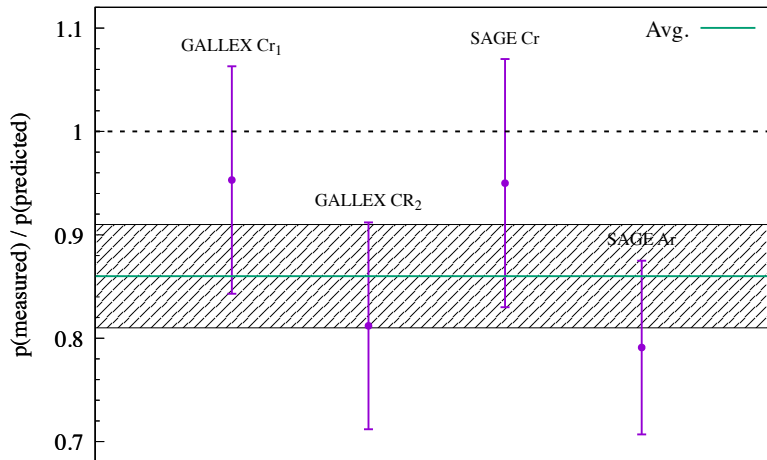 1.1
1
0.9
0.8
0.7
p(measured) / p(predicted)
GALLEX Cr₁
GALLEX CR₂
SAGE Cr
SAGE Ar
Avg.